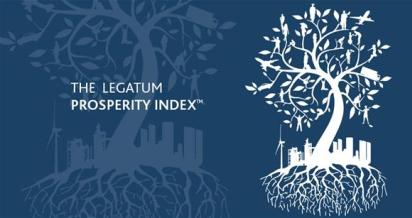 THE LEGATUM
PROSPERITY INDEX™